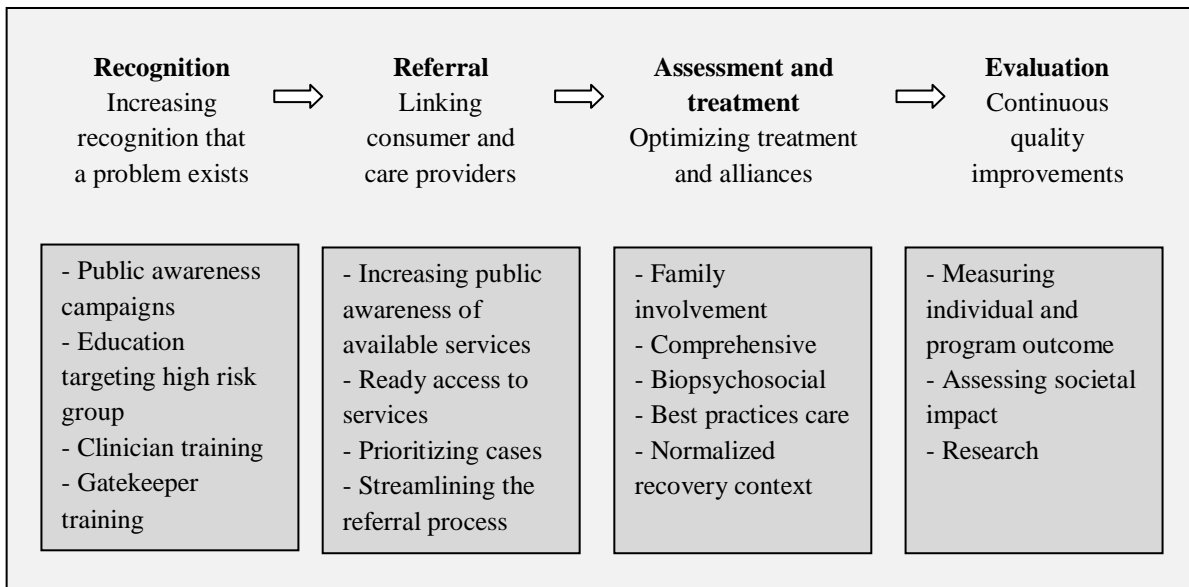 Recognition
Increasing
recognition that
a problem exists
Referral
Linking
consumer and
care providers
Assessment and
treatment
Optimizing treatment
and alliances
Evaluation
Continuous
quality
improvements
- Public awareness
campaigns
- Education
targeting high risk
group
- Clinician training
- Gatekeeper
training
- Increasing public
awareness of
available services
- Ready access to
services
- Prioritizing cases
- Streamlining the
referral process
- Family
involvement
- Comprehensive
- Biopsychosocial
- Best practices care
- Normalized
recovery context
- Measuring
individual and
program outcome
- Assessing societal
impact
- Research